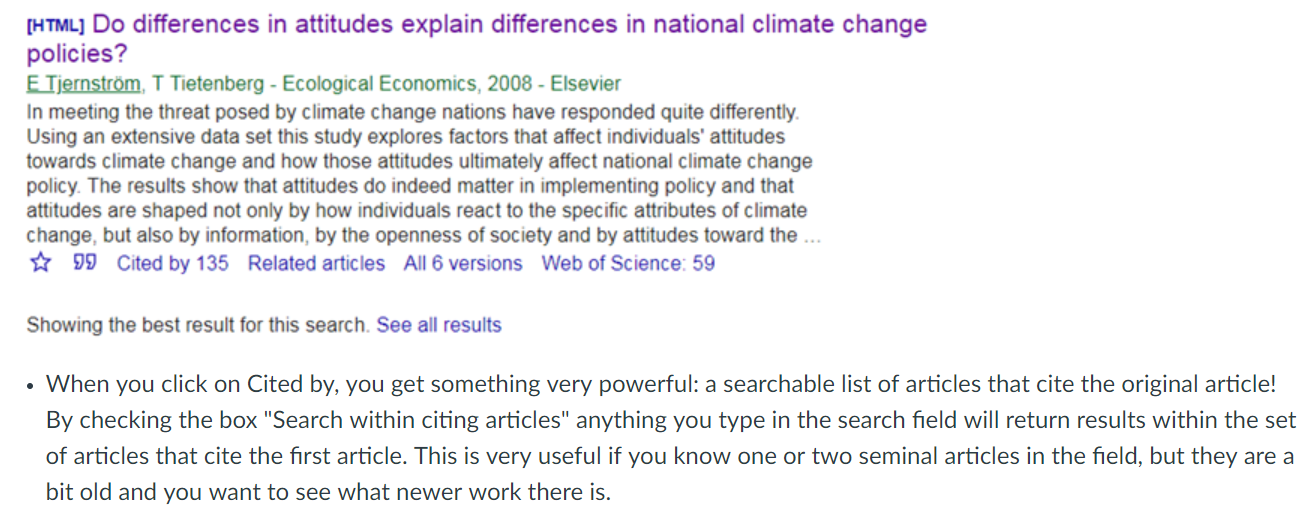 [HTML] Do differences in attitudes explain differences in national climate change
policies?
E Tjernström, T Tietenberg - Ecological Economics, 2008 - Elsevier
In meeting the threat posed by climate change nations have responded quite differently.
Using an extensive data set this study explores factors that affect individuals' attitudes
towards climate change and how those attitudes ultimately affect national climate change
policy. The results show that attitudes do indeed matter in implementing policy and that
attitudes are shaped not only by how individuals react to the specific attributes of climate
change, but also by information, by the openness of society and by attitudes toward the ...
Cited by 135 Related articles All 6 versions Web of Science: 59
Showing the best result for this search. See all results
• When you click on Cited by, you get something very powerful: a searchable list of articles that cite the original article!
By checking the box "Search within citing articles" anything you type in the search field will return results within the set
of articles that cite the first article. This is very useful if you know one or two seminal articles in the field, but they are a
bit old and you want to see what newer work there is.